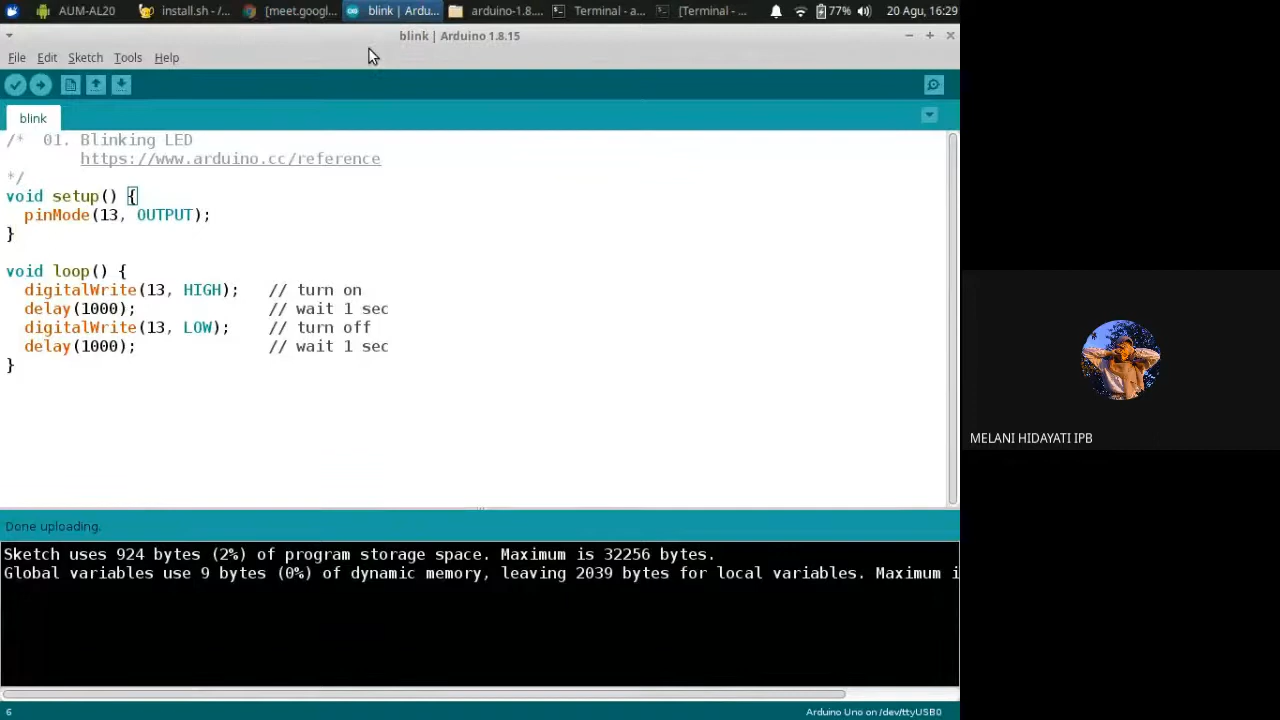 AUM-AL20
install.sh - /...
[meet.googl...
blink | Ardu...
arduino-1.8....
Terminal - a...
[Terminal - ...
77%
20 Agu, 16:29
blink | Arduino 1.8.15
File Edit Sketch Tools Help
blink
/* 01. Blinking LED
https://www.arduino.cc/reference
*/
void setup() {
pinMode(13, OUTPUT);
}
void loop() {
digitalWrite(13, HIGH); // turn on
delay(1000); // wait 1 sec
digitalWrite(13, LOW); // turn off
delay(1000); // wait 1 sec
}
MELANI HIDAYATI IPB
Done uploading.
Sketch uses 924 bytes (2%) of program storage space. Maximum is 32256 bytes.
Global variables use 9 bytes (0%) of dynamic memory, leaving 2039 bytes for local variables. Maximum i
6
Arduino Uno on /dev/ttyUSB0